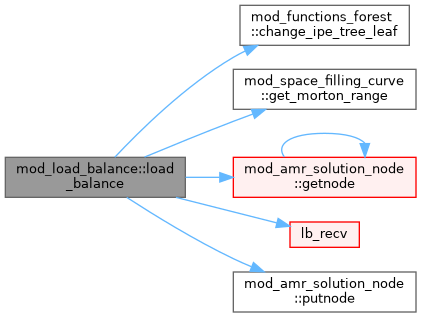 mod_functions_forest
::change_ipe_tree_leaf
mod_space_filling_curve
::get_morton_range
mod_load_balance::load
_balance
mod_amr_solution_node
::getnode
lb_recv
mod_amr_solution_node
::putnode